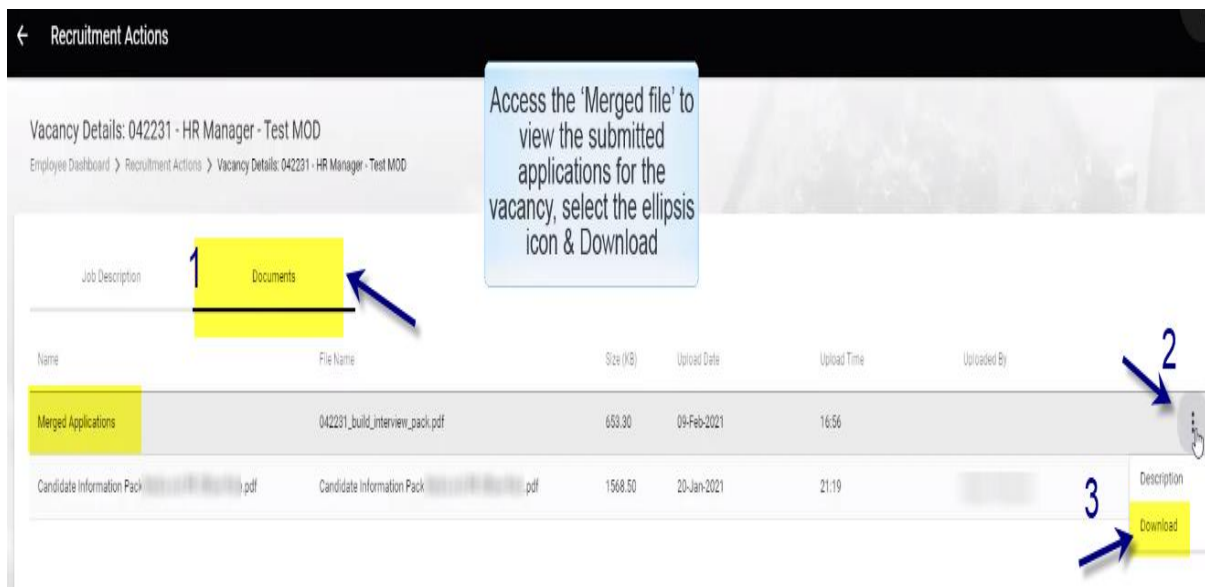 Recruitment Actions
Access the ‘Merged file’ to
view the submitted
applications for the
vacancy, select the ellipsis
icon & Download
Vacancy Details: 042231 - HR Manager - Test MOD
Employee Dashboard > Recruitment Actions > Vacancy Details: 042231 - HR Manager - Test MOD
Job Description 1 Documents
2
Name File Name Size (KB) Upload Date Upload Time Uploaded By
Merged Applications 042231_build_interview_pack.pdf 653.30 09-Feb-2021 16:56
Candidate Information Pack .pdf Candidate Information Pack .pdf 1568.50 20-Jan-2021 21:19
Description
3
Download